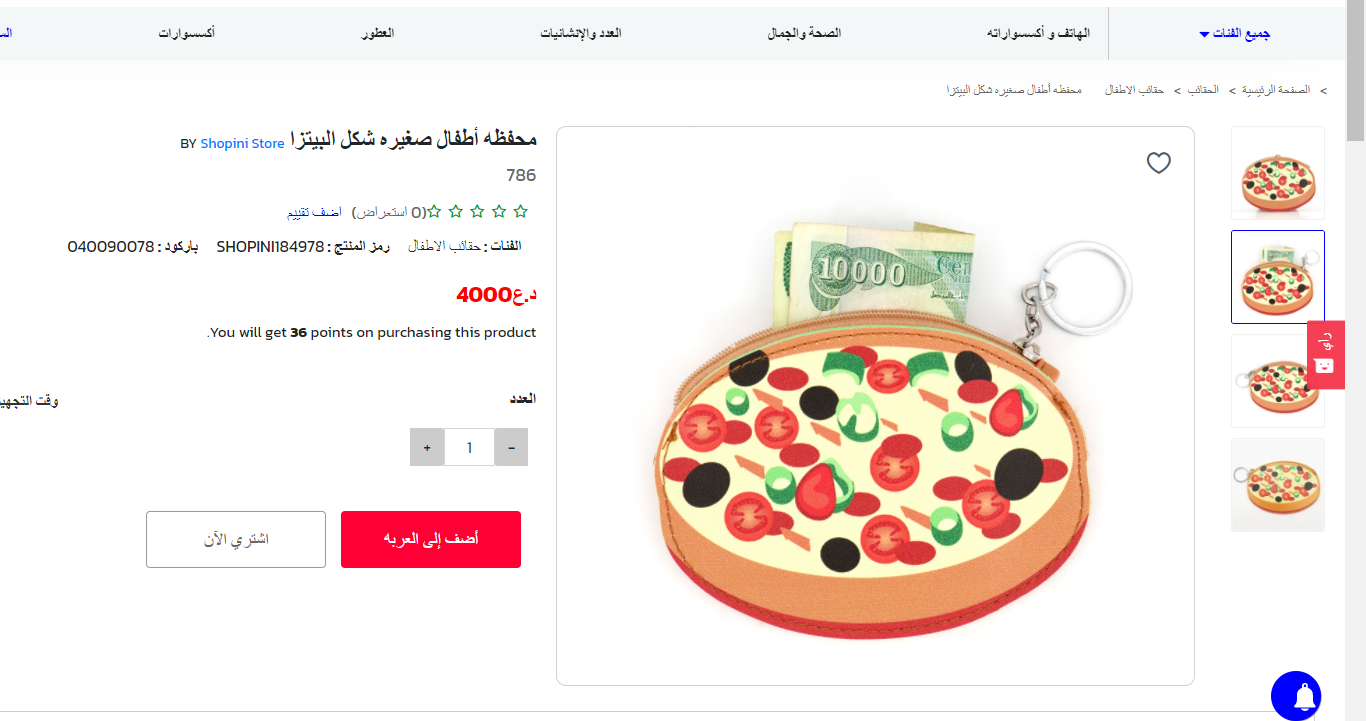 جميع الفئات
الهاتف و أكسسواراته
الصحة والجمال
العدد والإنشائيات
العطور
أكسسوارات
> الصفحة الرئيسية > الحقائب > حقائب الاطفال محفظه أطفال صغيره شكل البيتزا
محفظه أطفال صغيره شكل البيتزا BY Shopini Store
786
(0 استعراض) اضف تقييم
الفئات : حقائب الاطفال رمز المنتج : SHOPINI184978 باركود : 040090078
د.ع4000
You will get 36 points on purchasing this product.
العدد
وقت التجهيز
- 1 +
أضف إلى العربه
اشتري الآن
10000
Cen
راي